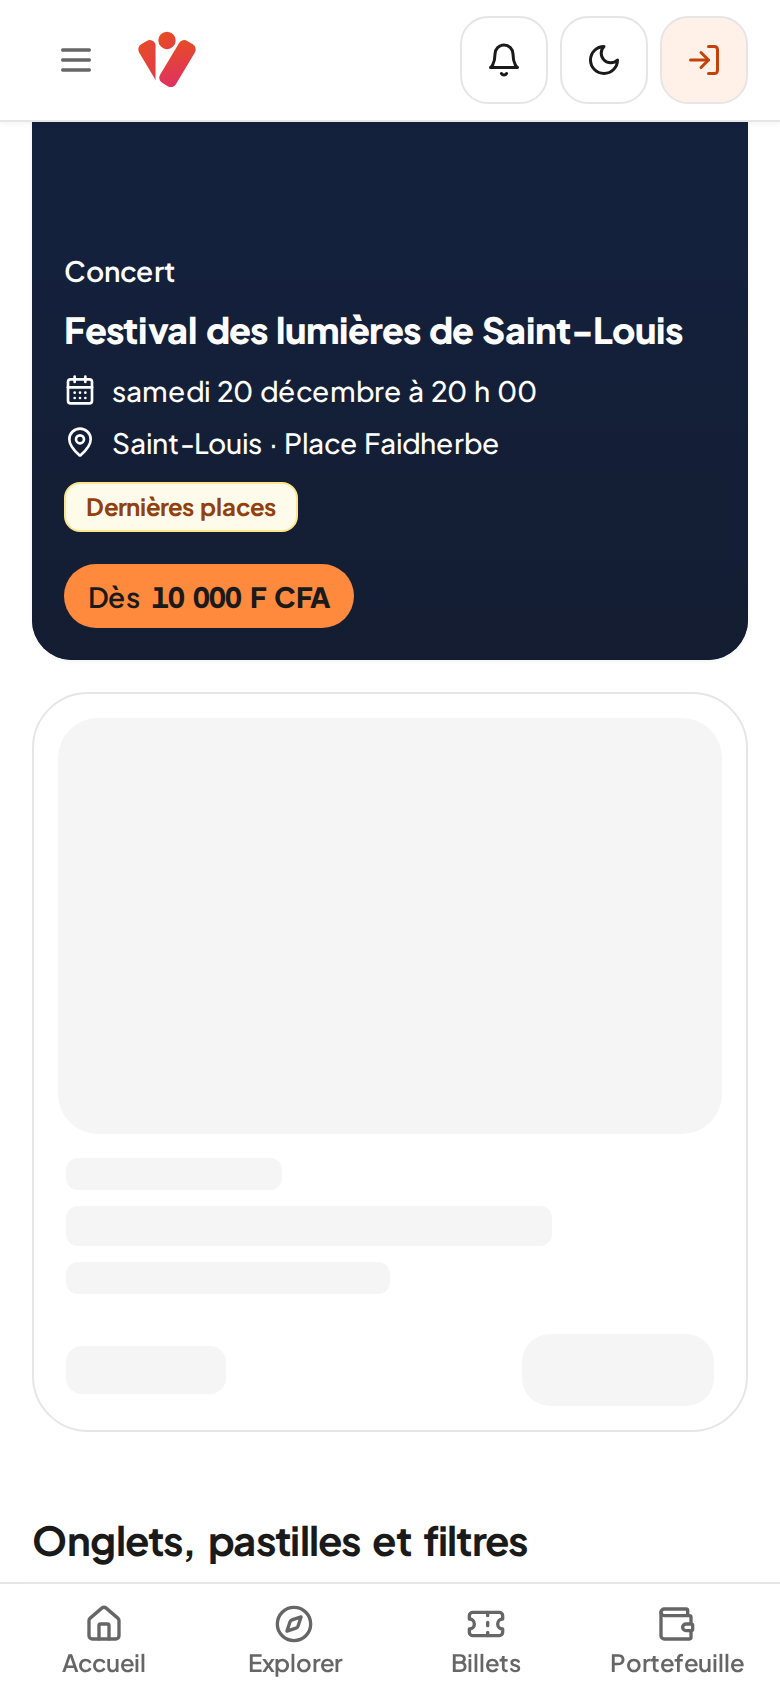 Concert
Festival des lumières de Saint-Louis
samedi 20 décembre à 20 h 00
Saint-Louis · Place Faidherbe
Dernières places
Dès 10 000 F CFA
Onglets, pastilles et filtres
Accueil
Explorer
Billets
Portefeuille